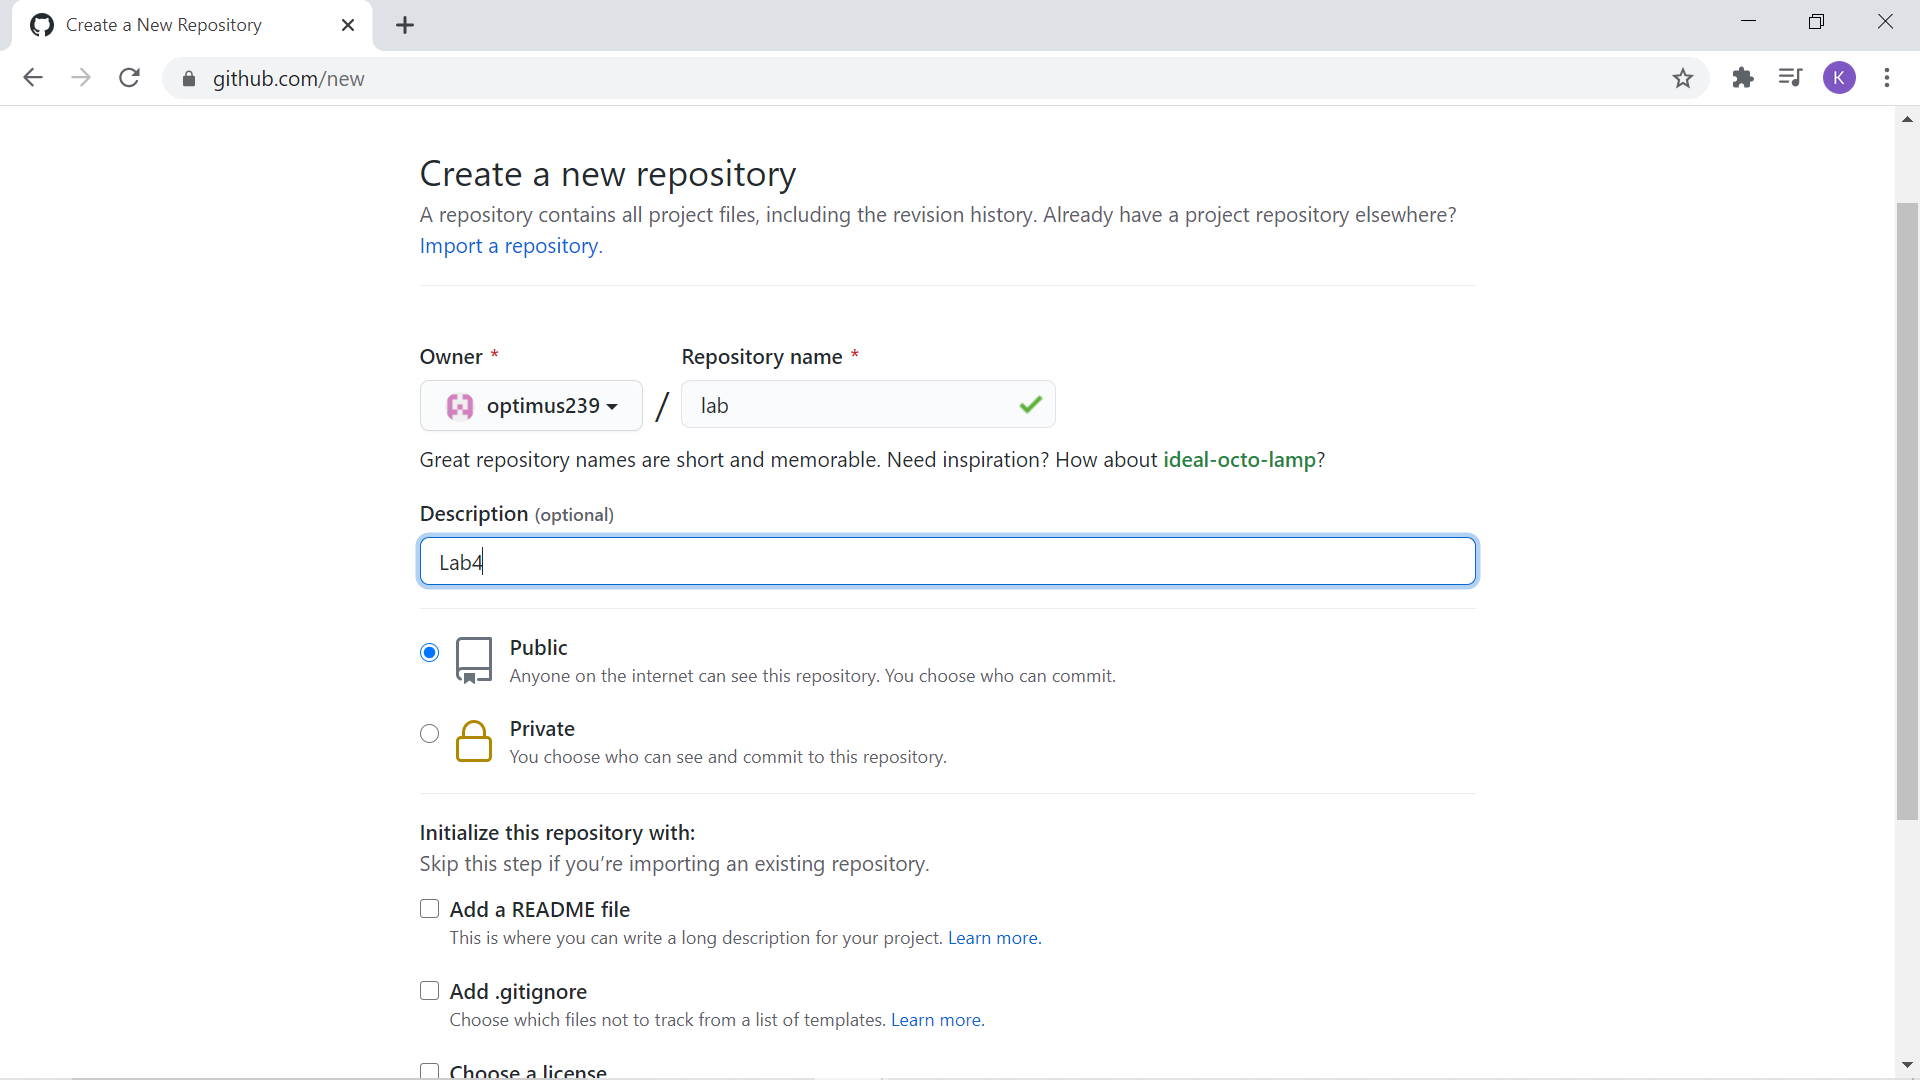 Create a New Repository
github.com/new
K
Create a new repository
A repository contains all project files, including the revision history. Already have a project repository elsewhere?
Import a repository.
Owner * Repository name *
optimus239 / lab
Great repository names are short and memorable. Need inspiration? How about ideal-octo-lamp?
Description (optional)
Lab4
Public
Anyone on the internet can see this repository. You choose who can commit.
Private
You choose who can see and commit to this repository.
Initialize this repository with:
Skip this step if you’re importing an existing repository.
Add a README file
This is where you can write a long description for your project. Learn more.
Add .gitignore
Choose which files not to track from a list of templates. Learn more.
Choose a license